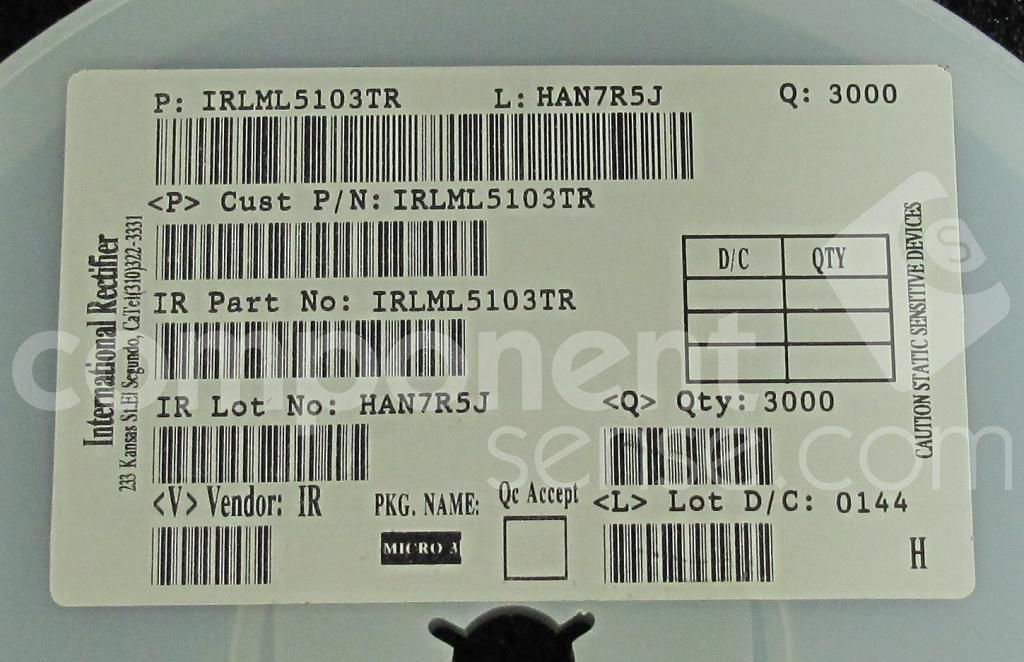 P: IRLML5103TR L: HAN7R5J Q: 3000
<P> Cust P/N: IRLML5103TR
IR Part No: IRLML5103TR
IR Lot No: HAN7R5J
<Q> Qty: 3000
<V> Vendor: IR
PKG. NAME:
MICRO 3
Qc Accept
<L> Lot D/C: 0144
H
D/C QTY
International Rectifier
233 Kansas St.El Segundo, CaTel(310)322-3331
CAUTION STATIC SENSITIVE DEVICES
component
sense.com